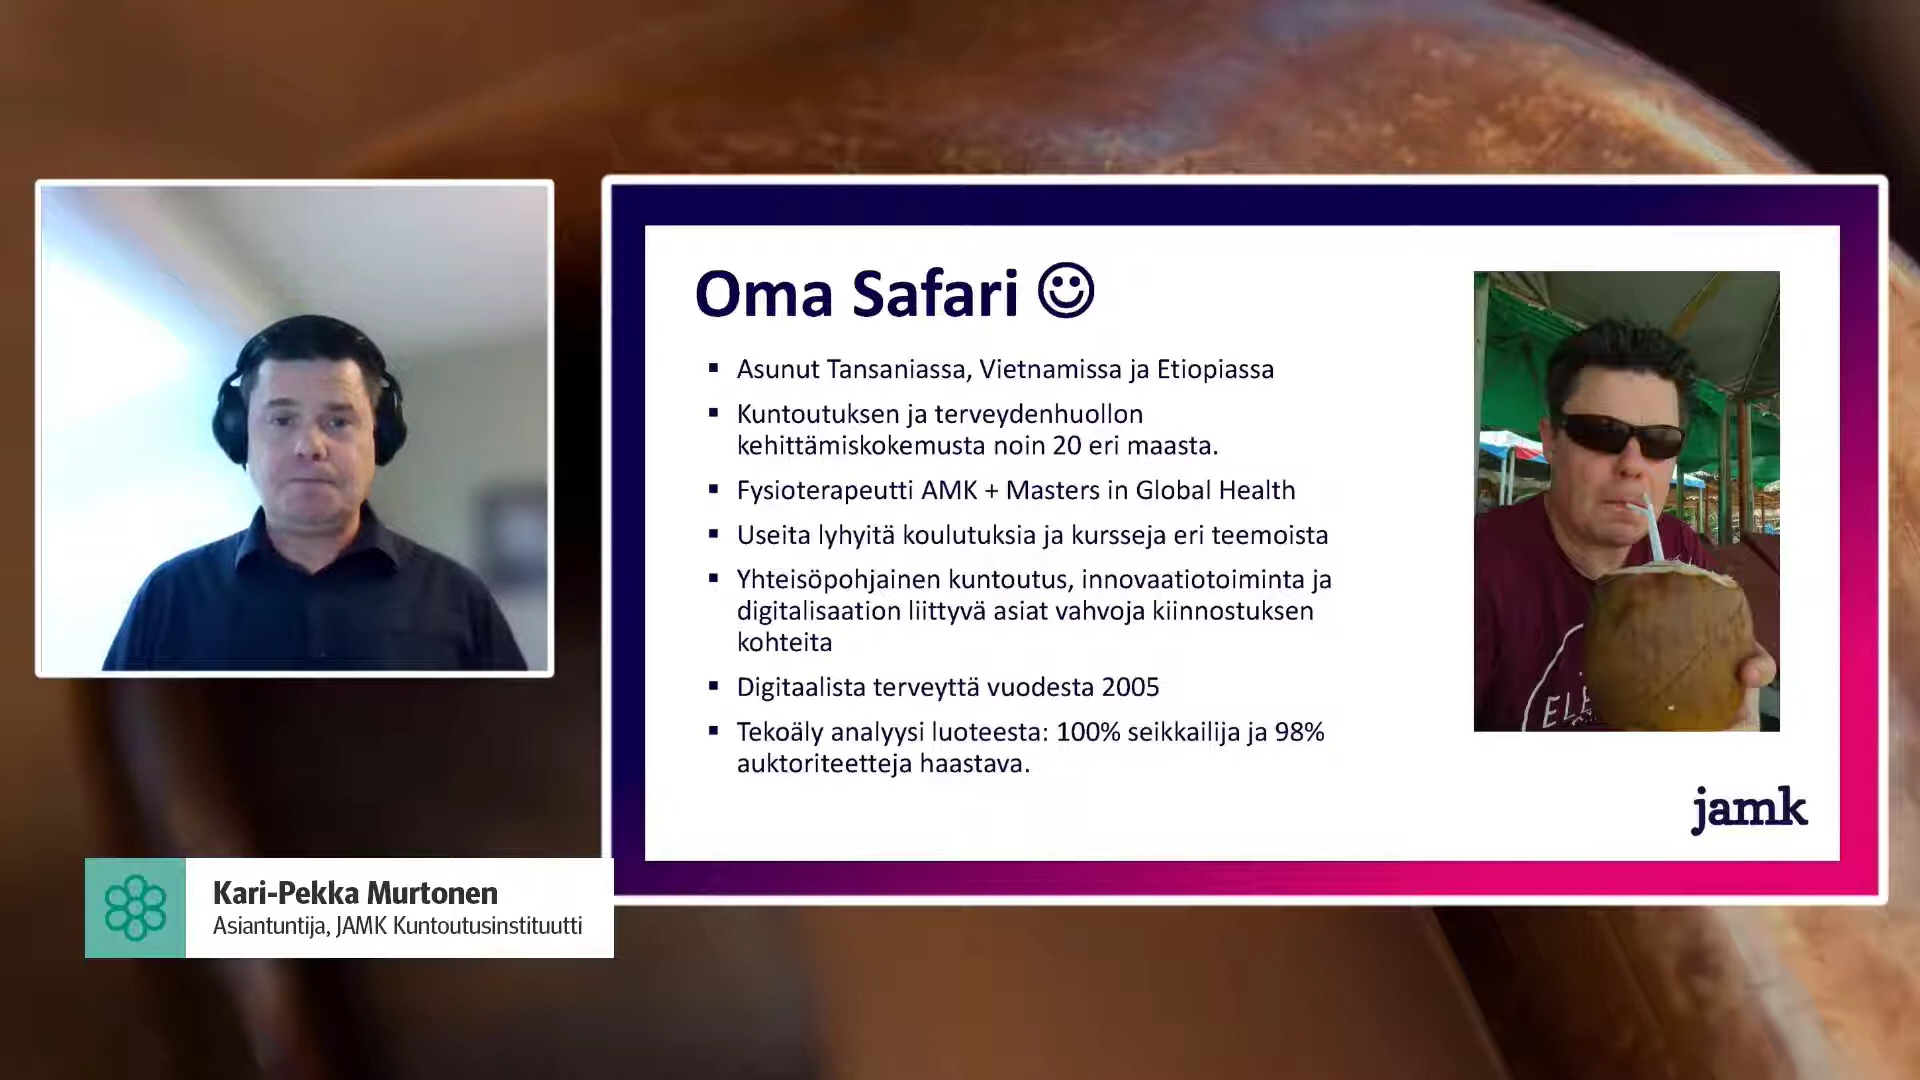 Oma Safari
Asunut Tansaniassa, Vietnamissa ja Etiopiassa
Kuntoutuksen ja terveydenhuollon
kehittämiskokemusta noin 20 eri maasta.
Fysioterapeutti AMK + Masters in Global Health
Useita lyhyitä koulutuksia ja kursseja eri teemoista
Yhteisöpohjainen kuntoutus, innovaatiotoiminta ja
digitalisaation liittyvä asiat vahvoja kiinnostuksen
kohteita
Digitaalista terveyttä vuodesta 2005
Tekoäly analyysi luoteesta: 100% seikkailija ja 98%
auktoriteetteja haastava.
jamk
Kari-Pekka Murtonen
Asiantuntija, JAMK Kuntoutusinstituutti